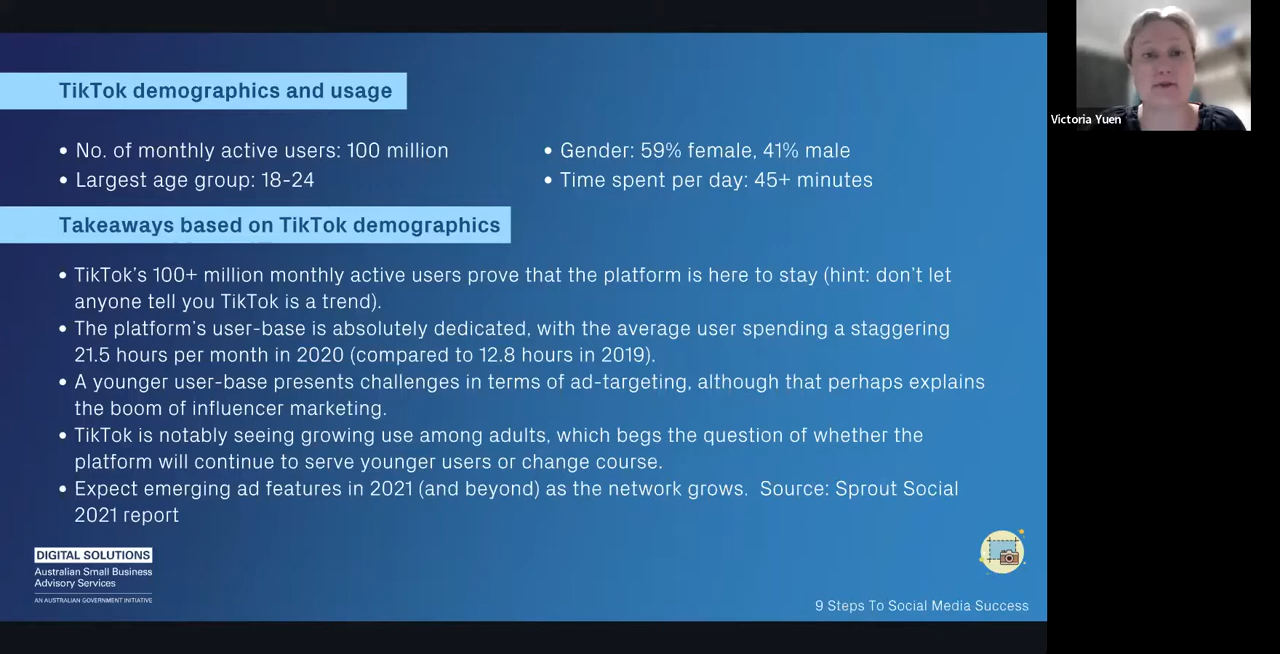 TikTok demographics and usage
• No. of monthly active users: 100 million
• Largest age group: 18-24
• Gender: 59% female, 41% male
• Time spent per day: 45+ minutes
Takeaways based on TikTok demographics
• TikTok's 100+ million monthly active users prove that the platform is here to stay (hint: don't let
anyone tell you TikTok is a trend).
• The platform's user-base is absolutely dedicated, with the average user spending a staggering
21.5 hours per month in 2020 (compared to 12.8 hours in 2019).
• A younger user-base presents challenges in terms of ad-targeting, although that perhaps explains
the boom of influencer marketing.
• TikTok is notably seeing growing use among adults, which begs the question of whether the
platform will continue to serve younger users or change course.
• Expect emerging ad features in 2021 (and beyond) as the network grows.  Source: Sprout Social
2021 report
DIGITAL SOLUTIONS
Australian Small Business
Advisory Services
AN AUSTRALIAN GOVERNMENT INITIATIVE
9 Steps To Social Media Success
Victoria Yuen